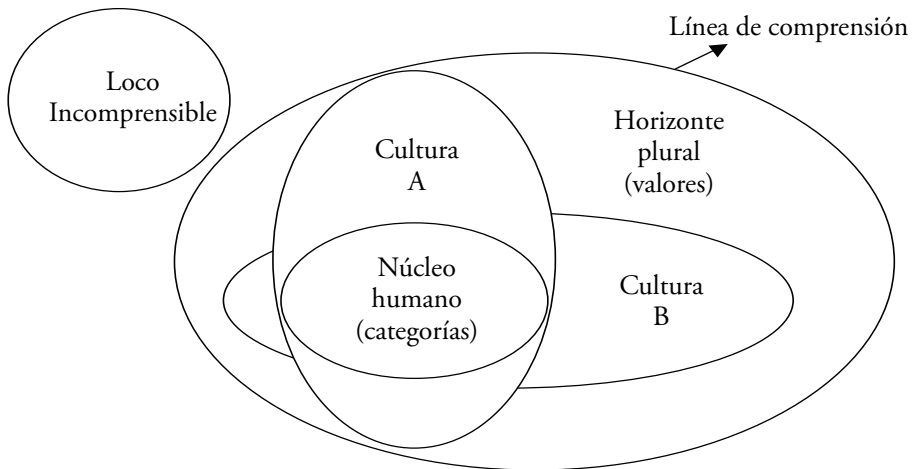 Línea de comprensión
Loco
Incomprensible
Horizonte
plural
(valores)
Cultura
A
Núcleo
humano
(categorías)
Cultura
B